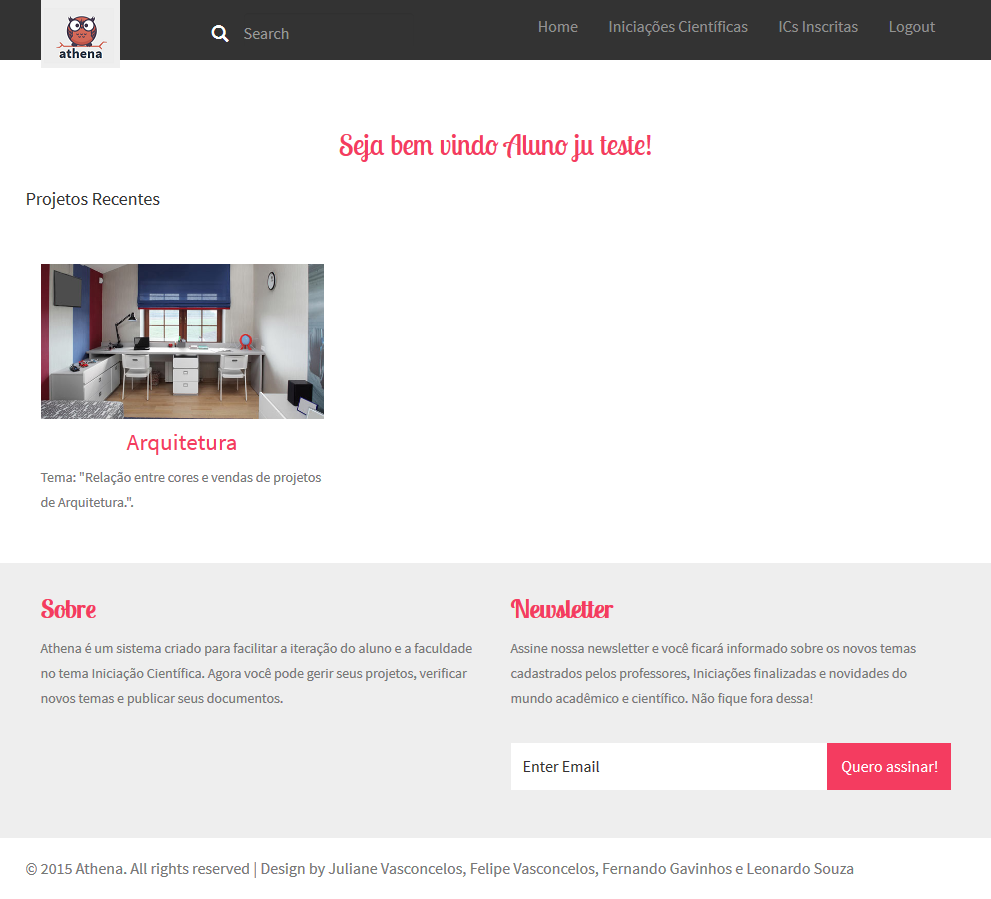 athena
Search
Home
Iniciações Científicas
ICs Inscritas
Logout
Seja bem vindo Aluno ju teste!
Projetos Recentes
Arquitetura
Tema: "Relação entre cores e vendas de projetos
de Arquitetura.".
Sobre
Athena é um sistema criado para facilitar a iteração do aluno e a faculdade
no tema Iniciação Científica. Agora você pode gerir seus projetos, verificar
novos temas e publicar seus documentos.
Newsletter
Assine nossa newsletter e você ficará informado sobre os novos temas
cadastrados pelos professores, Iniciações finalizadas e novidades do
mundo acadêmico e científico. Não fique fora dessa!
Enter Email
Quero assinar!
© 2015 Athena. All rights reserved | Design by Juliane Vasconcelos, Felipe Vasconcelos, Fernando Gavinhos e Leonardo Souza